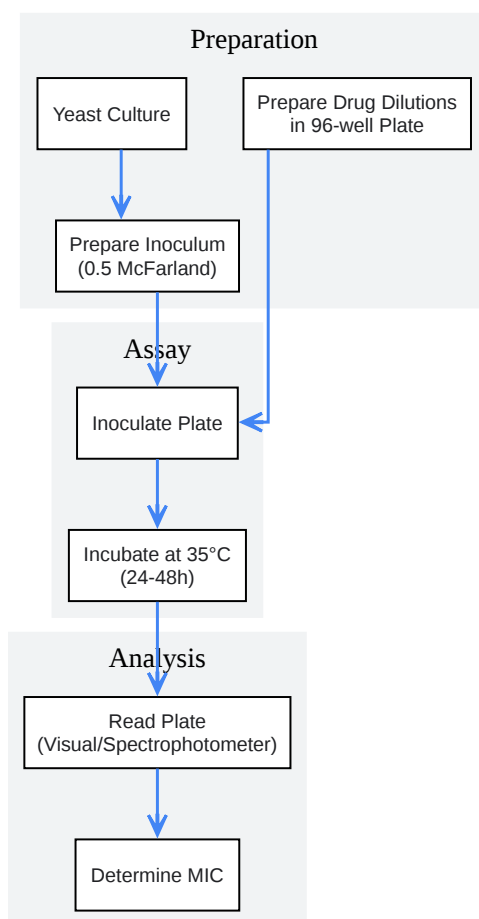 Preparation
Yeast Culture
Prepare Drug Dilutions
in 96-well Plate
Prepare Inoculum
(0.5 McFarland)
Assay
Inoculate Plate
Incubate at 35°C
(24-48h)
Analysis
Read Plate
(Visual/Spectrophotometer)
Determine MIC